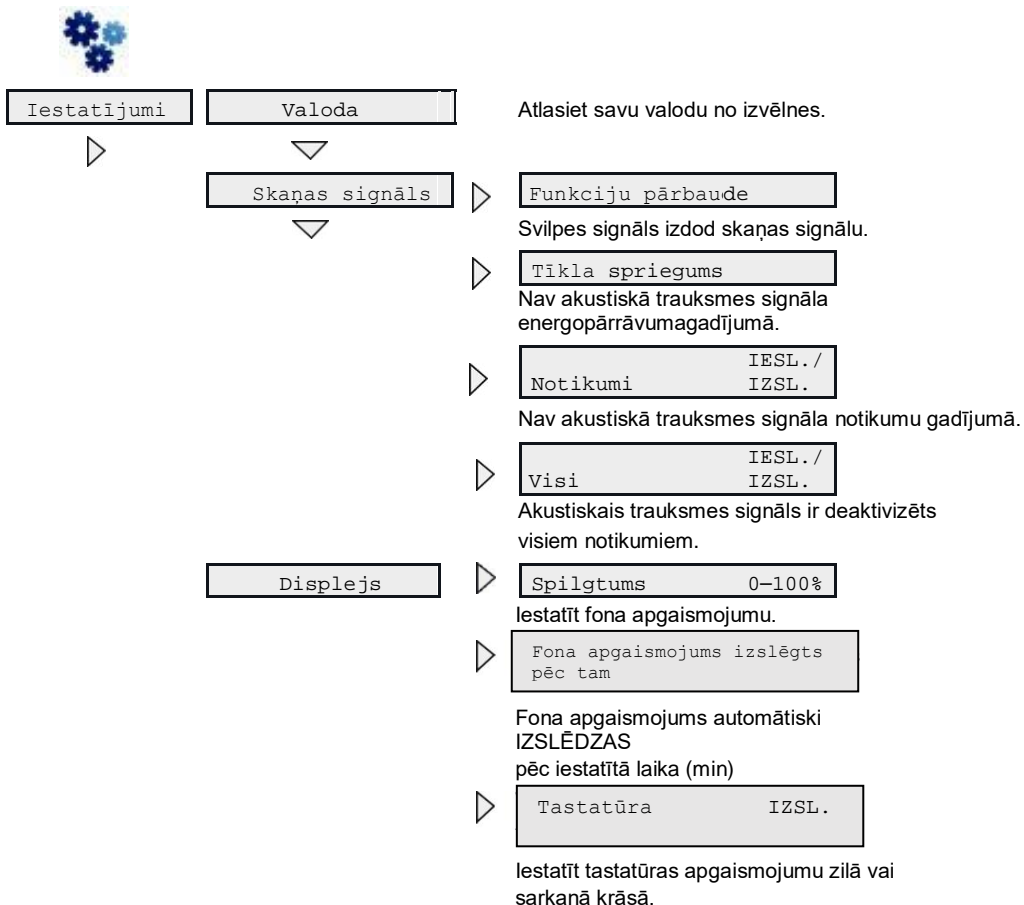 Iestatījumi
Valoda
Atlasiet savu valodu no izvēlnes.
Skaņas signāls
Funkciju pārbaude
Svilpes signāls izdod skaņas signālu.
Tīkla spriegums
Nav akustiskā trauksmes signāla
energopārrāvumagadījumā.
IESL./
Notikumi IZSL.
Nav akustiskā trauksmes signāla notikumu gadījumā.
IESL./
Visi IZSL.
Akustiskais trauksmes signāls ir deaktivizēts
visiem notikumiem.
Displejs
Spilgtums 0–100%
Iestatīt fona apgaismojumu.
Fona apgaismojums izslēgts
pēc tam
Fona apgaismojums automātiski
IZSLĒDZAS
pēc iestatītā laika (min)
Tastatūra IZSL.
Iestatīt tastatūras apgaismojumu zilā vai
sarkanā krāsā.